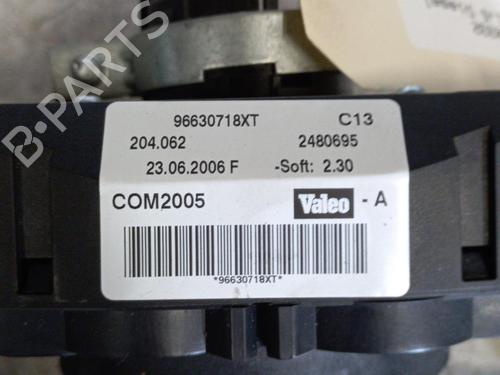 96630718XT C13
204.062 2480695
23.06.2006 F -Soft: 2.30
COM2005 Valeo - A
*96630718XT*
B-PARTS